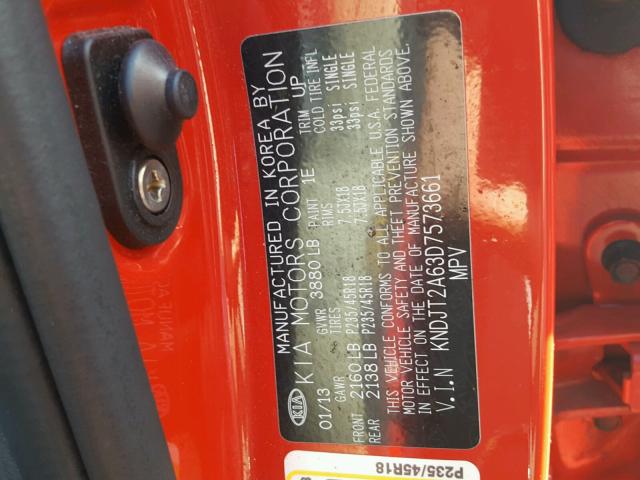 MANUFACTURED IN KOREA BY
KIA KIA MOTORS CORPORATION
01/13 GVWR 3880 LB PAINT 1E TRIM UP
GAWR TIRES RIMS COLD TIRE INFL
FRONT 2160 LB P235/45R18 7.5JX18 33psi SINGLE
REAR 2138 LB P235/45R18 7.5JX18 33psi SINGLE
THIS VEHICLE CONFORMS TO ALL APPLICABLE U.S.A. FEDERAL
MOTOR VEHICLE SAFETY AND THEFT PREVENTION STANDARDS
IN EFFECT ON THE DATE OF MANUFACTURE SHOWN ABOVE.
V.I.N KNDJT2A63D7573661
MPV
P235/45R18